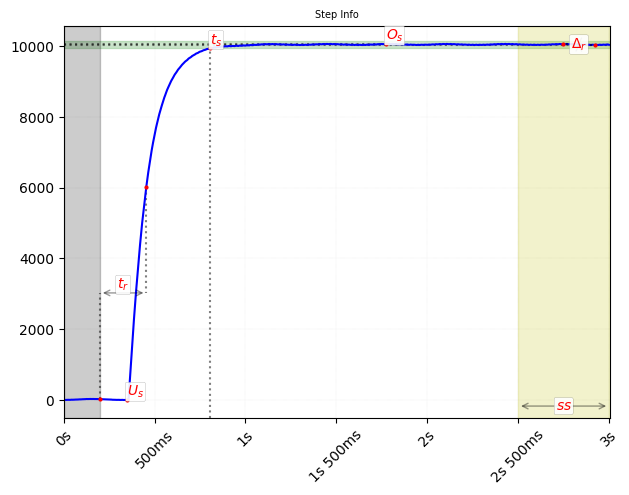 Step Info
10000
8000
6000
4000
2000
0
t_s
O_s
Δ_r
t_r
U_s
ss
0s
500ms
1s
1s 500ms
2s
2s 500ms
3s